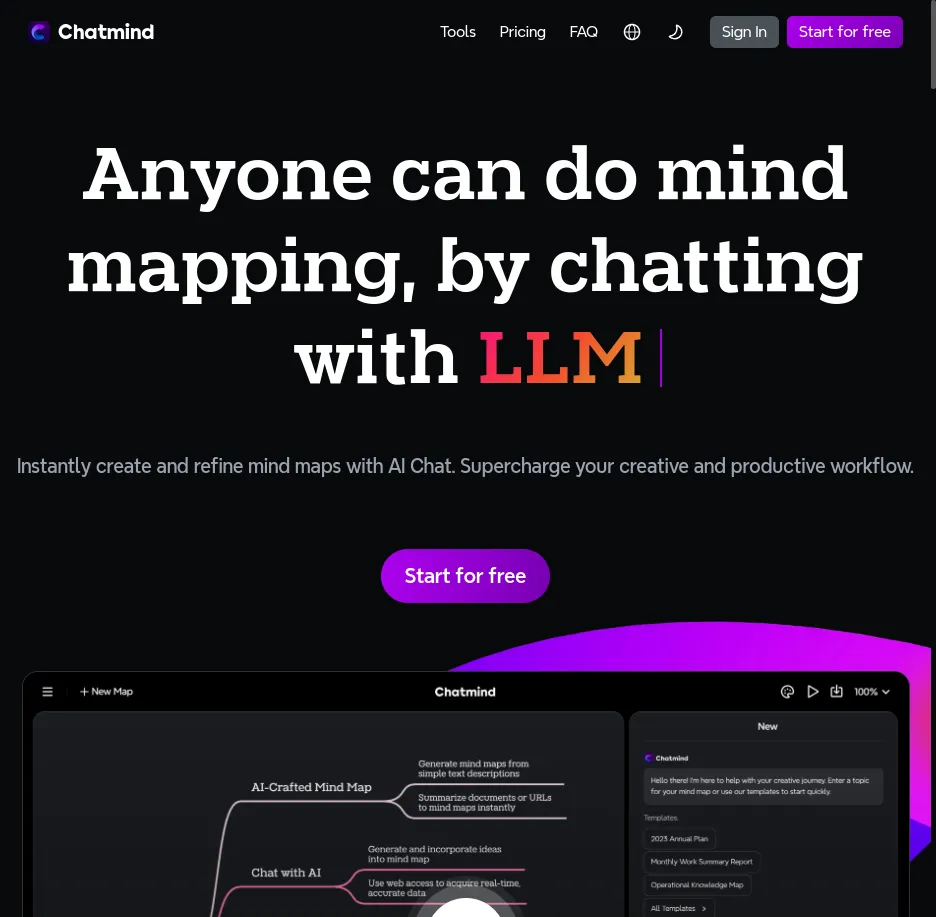 Chatmind
Tools Pricing FAQ Sign In Start for free
Anyone can do mind
mapping, by chatting
with LLM
Instantly create and refine mind maps with AI Chat. Supercharge your creative and productive workflow.
Start for free
+ New Map
Chatmind
100%
AI-Crafted Mind Map
Generate mind maps from
simple text descriptions
Summarize documents or URLs
to mind maps instantly
Chat with AI
Generate and incorporate ideas
into mind map
Use web access to acquire real-time,
accurate data
New
Chatmind
Hello there! I'm here to help with your creative journey. Enter a topic
for your mind map or use our templates to start quickly.
Templates
2023 Annual Plan
Monthly Work Summary Report
Operational Knowledge Map
All Templates >